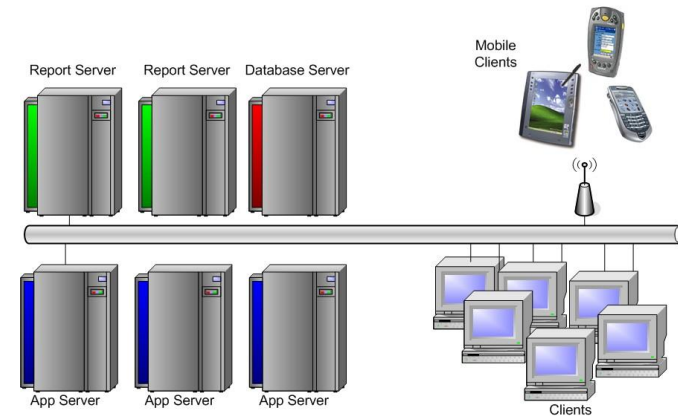 Mobile
Clients
Report Server
Report Server
Database Server
App Server
App Server
App Server
Clients